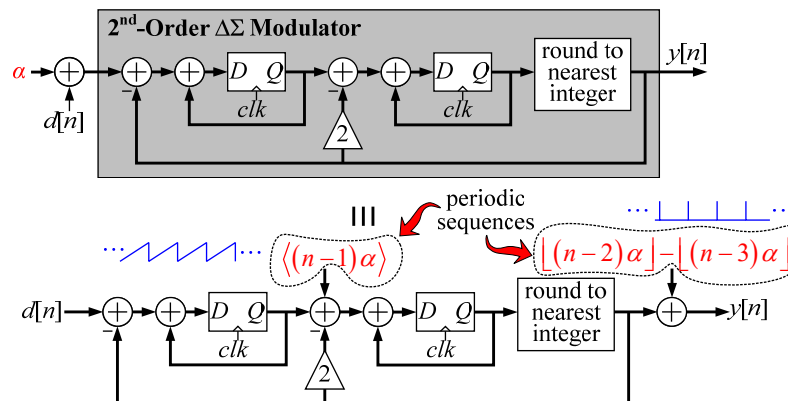 2nd-Order ΔΣ Modulator
α
d[n]
D Q
clk
2
D Q
clk
round to
nearest
integer
y[n]
periodic
sequences
...
...
⟨(n−1)α⟩
...
...
⌊(n−2)α⌋−⌊(n−3)α⌋
d[n]
D Q
clk
2
D Q
clk
round to
nearest
integer
y[n]